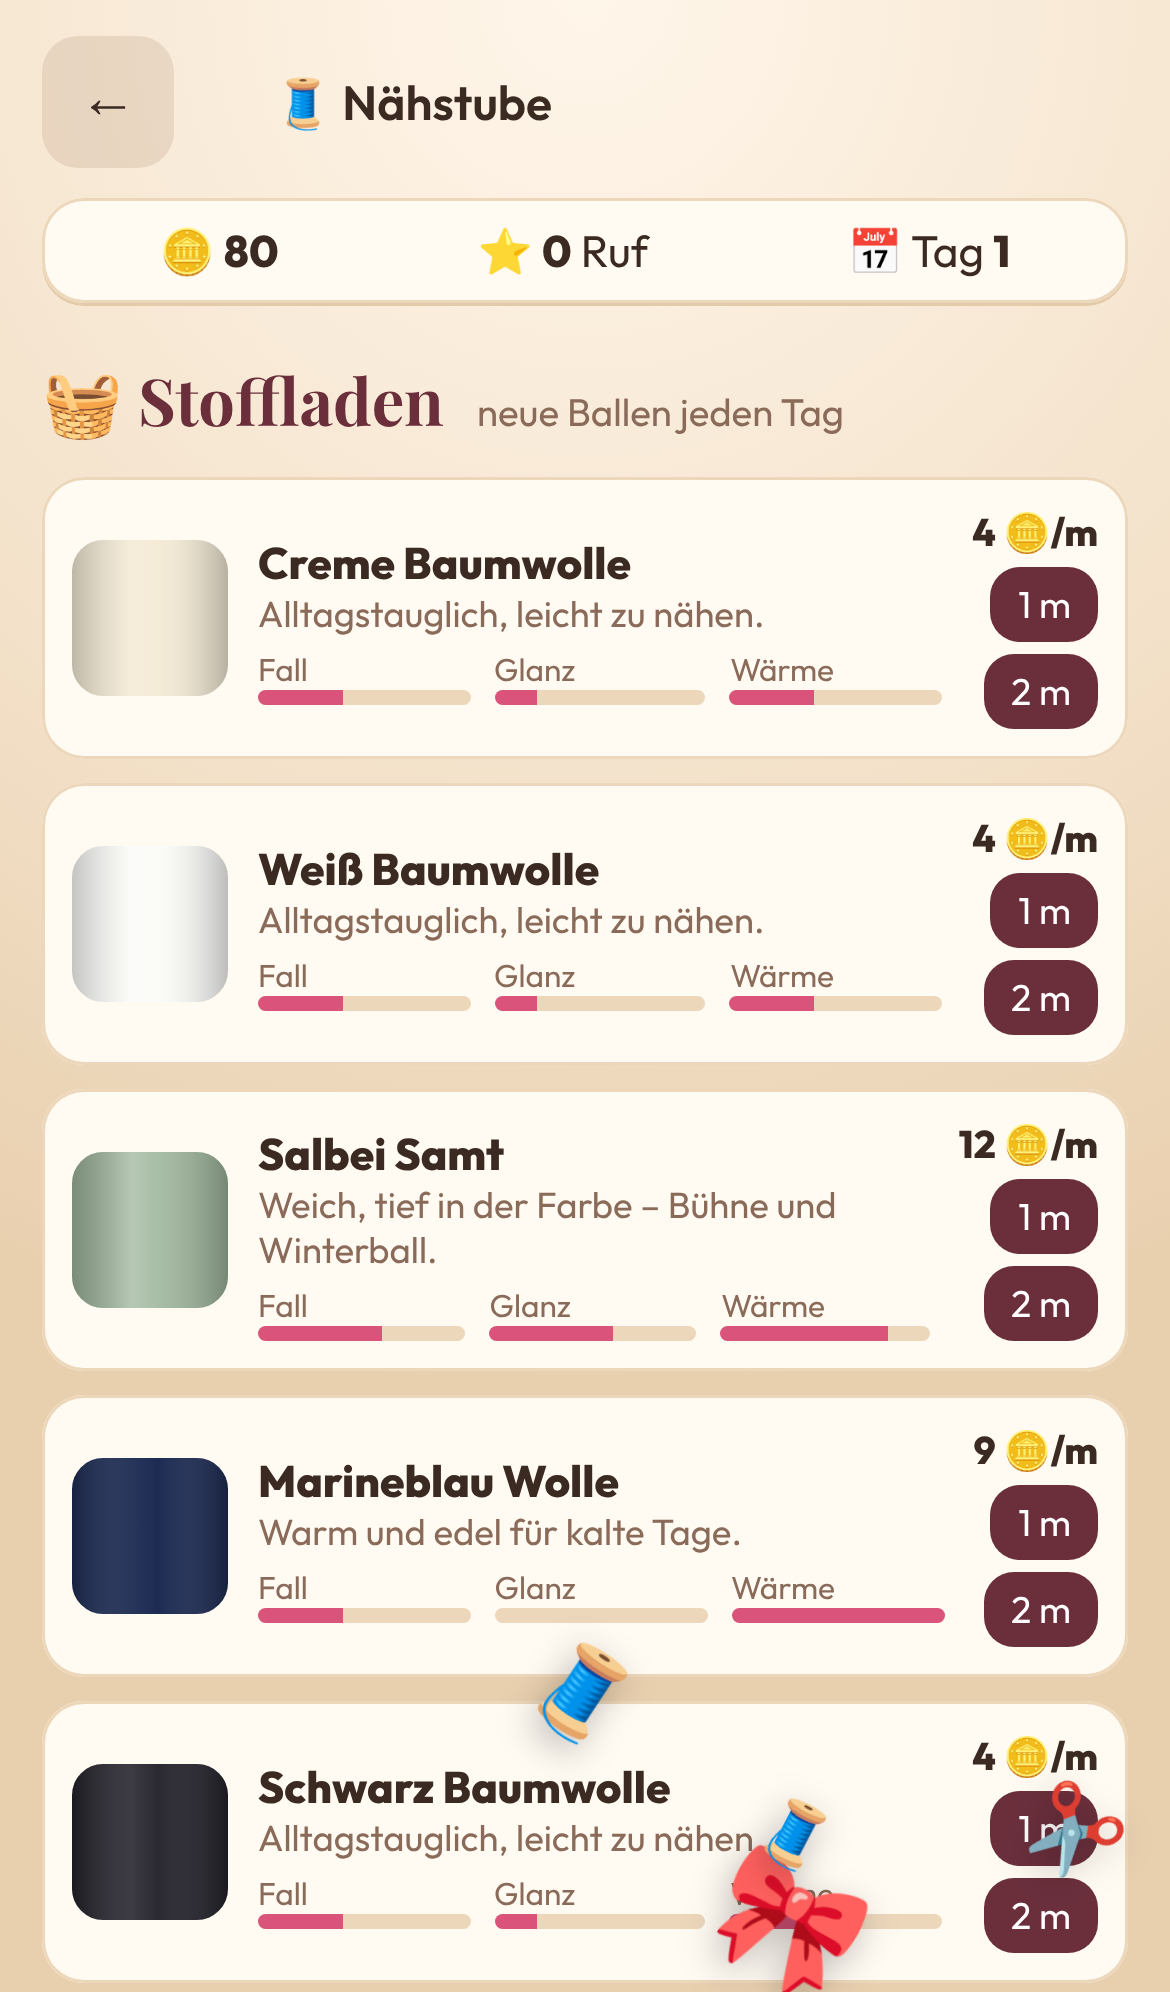 ←
Nähstube
80
0 Ruf
July 17 Tag 1
Stoffladen neue Ballen jeden Tag
4 /m
Creme Baumwolle
Alltagstauglich, leicht zu nähen.
1 m
Fall Glanz Wärme
2 m
4 /m
Weiß Baumwolle
Alltagstauglich, leicht zu nähen.
1 m
Fall Glanz Wärme
2 m
12 /m
Salbei Samt
Weich, tief in der Farbe – Bühne und
Winterball.
1 m
Fall Glanz Wärme
2 m
9 /m
Marineblau Wolle
Warm und edel für kalte Tage.
1 m
Fall Glanz Wärme
2 m
4 /m
Schwarz Baumwolle
Alltagstauglich, leicht zu nähen
1 m
Fall Glanz
2 m